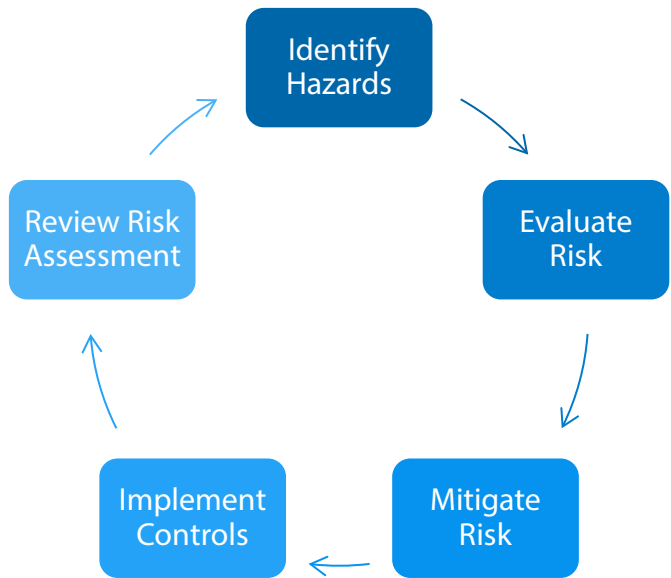 Identify
Hazards
Evaluate
Risk
Mitigate
Risk
Implement
Controls
Review Risk
Assessment